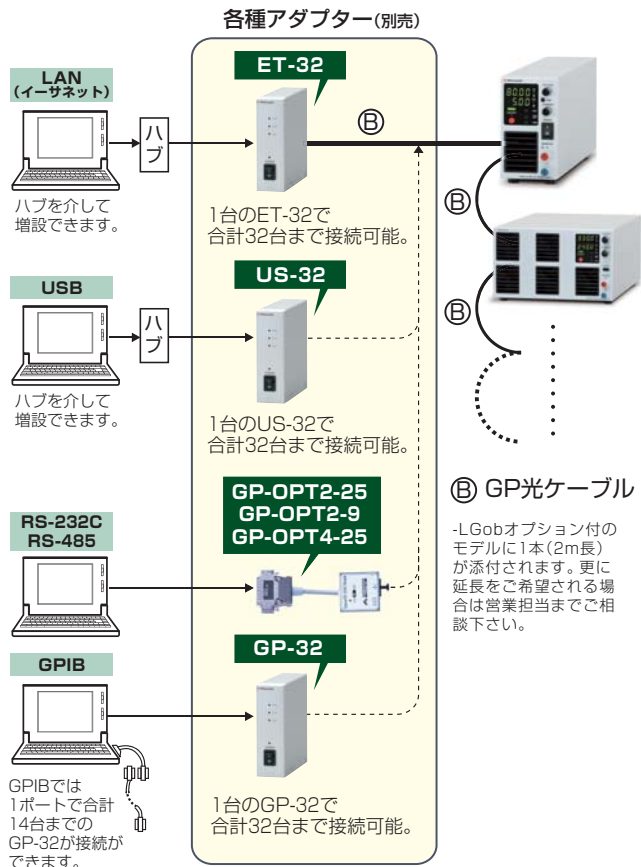 各種アダプター(別売)
LAN
(イーサネット)
ハブ
ハブを介して
増設できます。
ET-32
1台のET-32で
合計32台まで接続可能。
Ⓑ
Ⓑ
Ⓑ
USB
ハブ
ハブを介して
増設できます。
US-32
1台のUS-32で
合計32台まで接続可能。
RS-232C
RS-485
GP-OPT2-25
GP-OPT2-9
GP-OPT4-25
GPIB
GPIBでは
1ポートで合計
14台までの
GP-32が接続が
できます。
GP-32
1台のGP-32で
合計32台まで接続可能。
Ⓑ GP光ケーブル
-LGobオプション付の
モデルに1本(2m長)
が添付されます。更に
延長をご希望される場
合は営業担当までご相
談下さい。